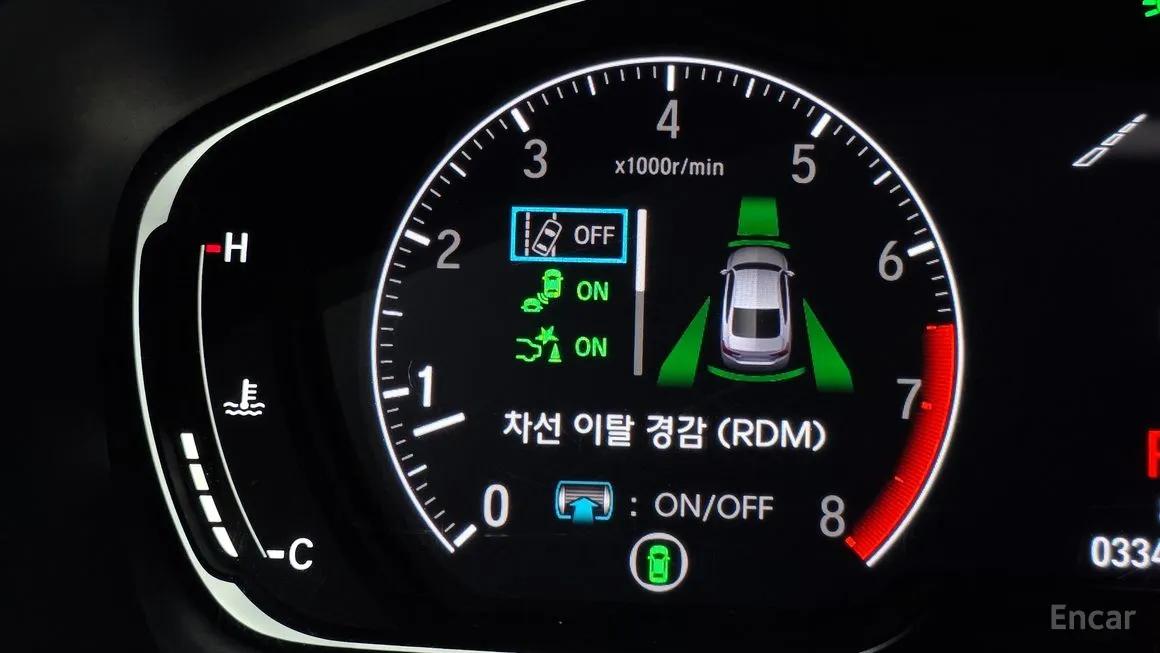 4
3
5
x1000r/min
OFF
2
6
H
ON
ON
1
7
차선 이탈 경감 (RDM)
0
: ON/OFF
8
C
0334
Encar